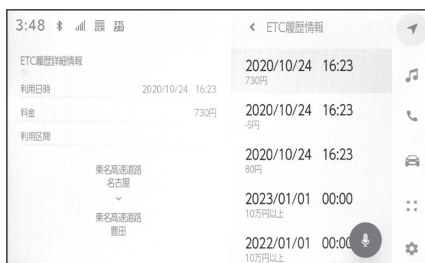 3:48
ETC履歴詳細情報
利用日時 2020/10/24 16:23
料金 730円
利用区間
東名高速道路
名古屋
東名高速道路
豊田
ETC履歴情報
2020/10/24 16:23
730円
2020/10/24 16:23
-5円
2020/10/24 16:23
80円
2023/01/01 00:00
10万円以上
2022/01/01 00:00
10万円以上